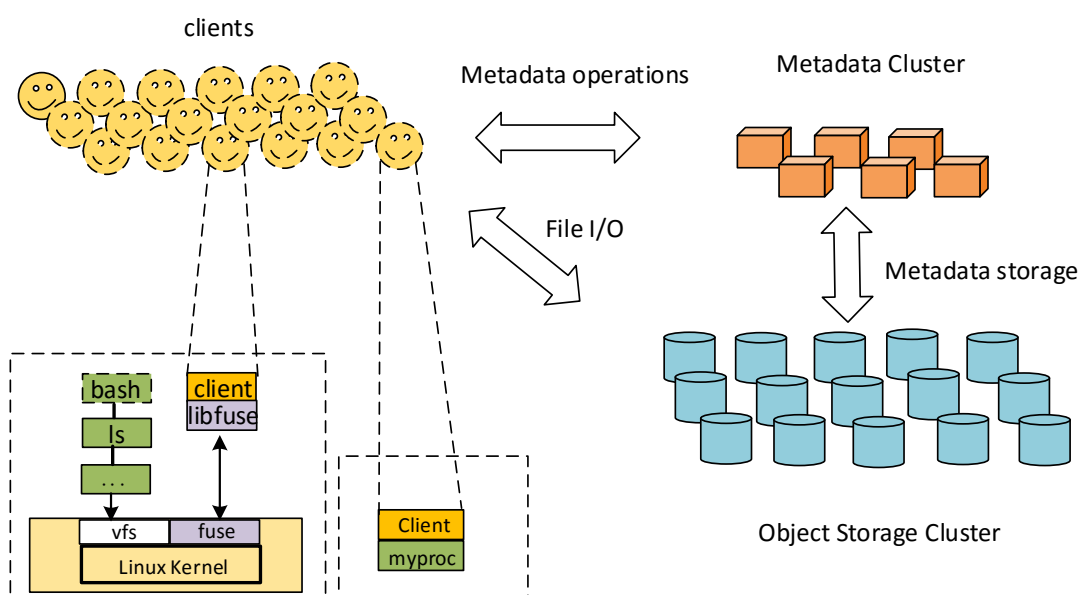 clients
Metadata operations
Metadata Cluster
File I/O
Metadata storage
bash
ls
...
client
libfuse
vfs
fuse
Linux Kernel
Client
myproc
Object Storage Cluster